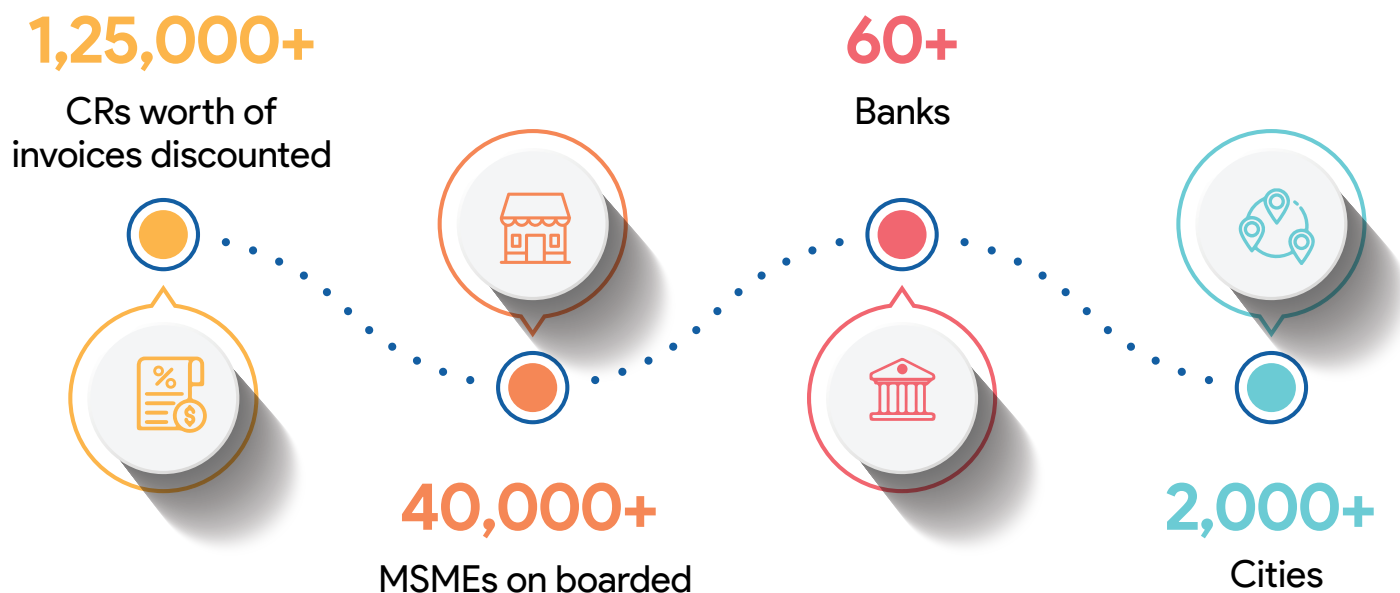 1,25,000+
CRs worth of
invoices discounted
%
$
40,000+
MSMEs on boarded
60+
Banks
2,000+
Cities